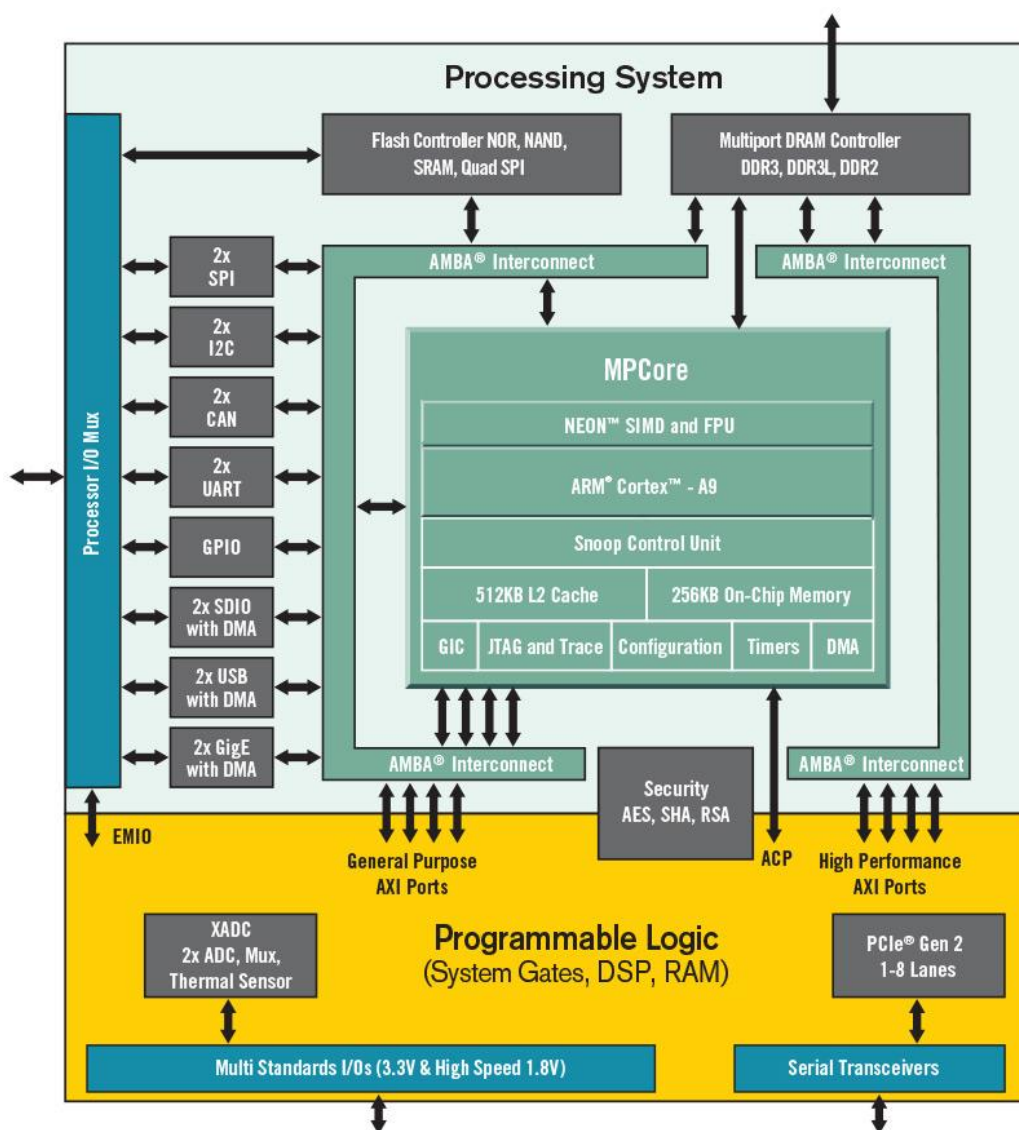 Processing System
Flash Controller NOR, NAND,
SRAM, Quad SPI
Multiport DRAM Controller
DDR3, DDR3L, DDR2
Processor I/O Mux
2x
SPI
2x
I2C
2x
CAN
2x
UART
GPIO
2x SDIO
with DMA
2x USB
with DMA
2x GigE
with DMA
AMBA® Interconnect
AMBA® Interconnect
MPCore
NEON™ SIMD and FPU
ARM® Cortex™ - A9
Snoop Control Unit
512KB L2 Cache
256KB On-Chip Memory
GIC
JTAG and Trace
Configuration
Timers
DMA
AMBA® Interconnect
AMBA® Interconnect
Security
AES, SHA, RSA
EMIO
General Purpose
AXI Ports
ACP
High Performance
AXI Ports
XADC
2x ADC, Mux,
Thermal Sensor
Programmable Logic
(System Gates, DSP, RAM)
PCIe® Gen 2
1-8 Lanes
Multi Standards I/Os (3.3V & High Speed 1.8V)
Serial Transceivers